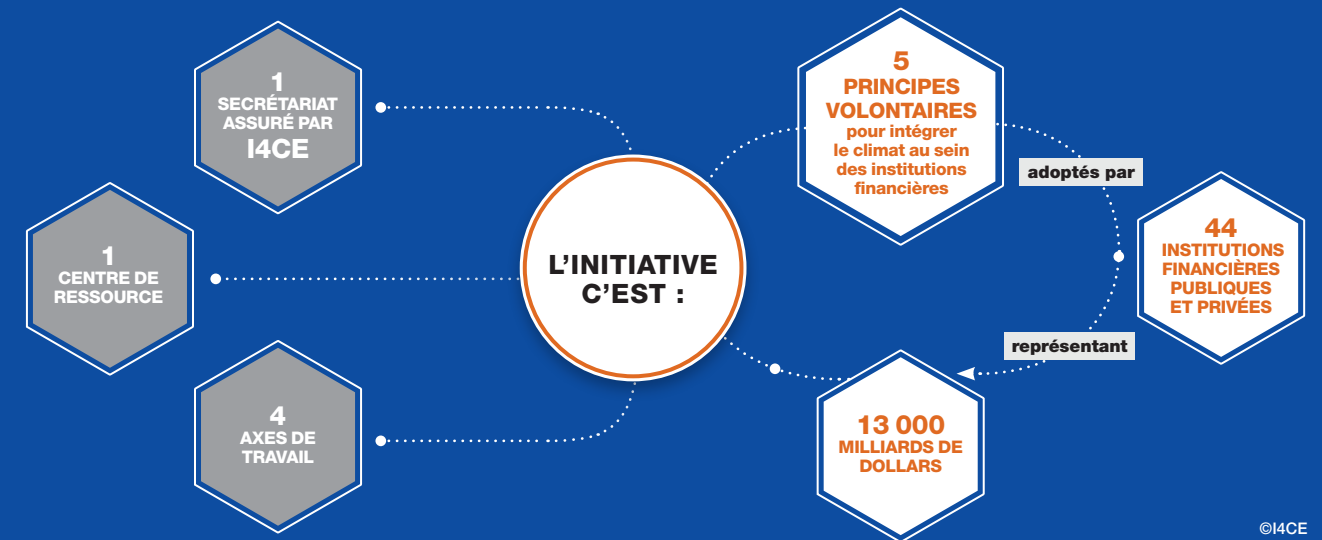 1
SECRÉTARIAT
ASSURÉ PAR
I4CE
1
CENTRE DE
RESSOURCE
4
AXES DE
TRAVAIL
L'INITIATIVE
C'EST :
5
PRINCIPES
VOLONTAIRES
pour intégrer
le climat au sein
des institutions
financières
adoptés par
44
INSTITUTIONS
FINANCIÈRES
PUBLIQUES
ET PRIVÉES
représentant
13 000
MILLIARDS DE
DOLLARS
©I4CE